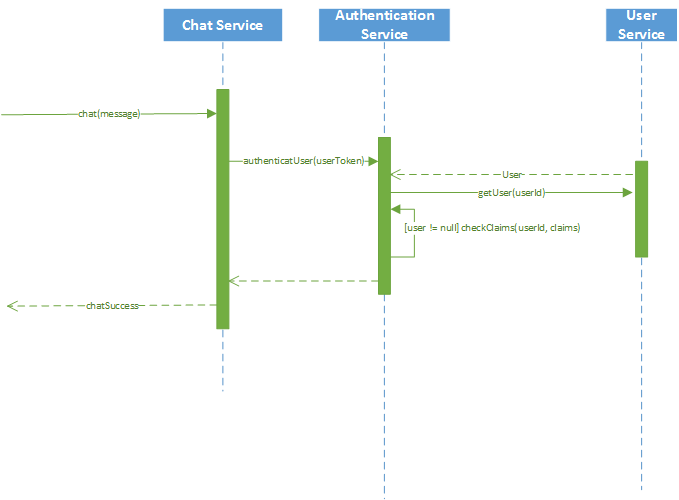 Chat Service
Authentication
Service
User
Service
chat(message)
authenticatUser(userToken)
User
getUser(userId)
[user != null] checkClaims(userId, claims)
chatSuccess